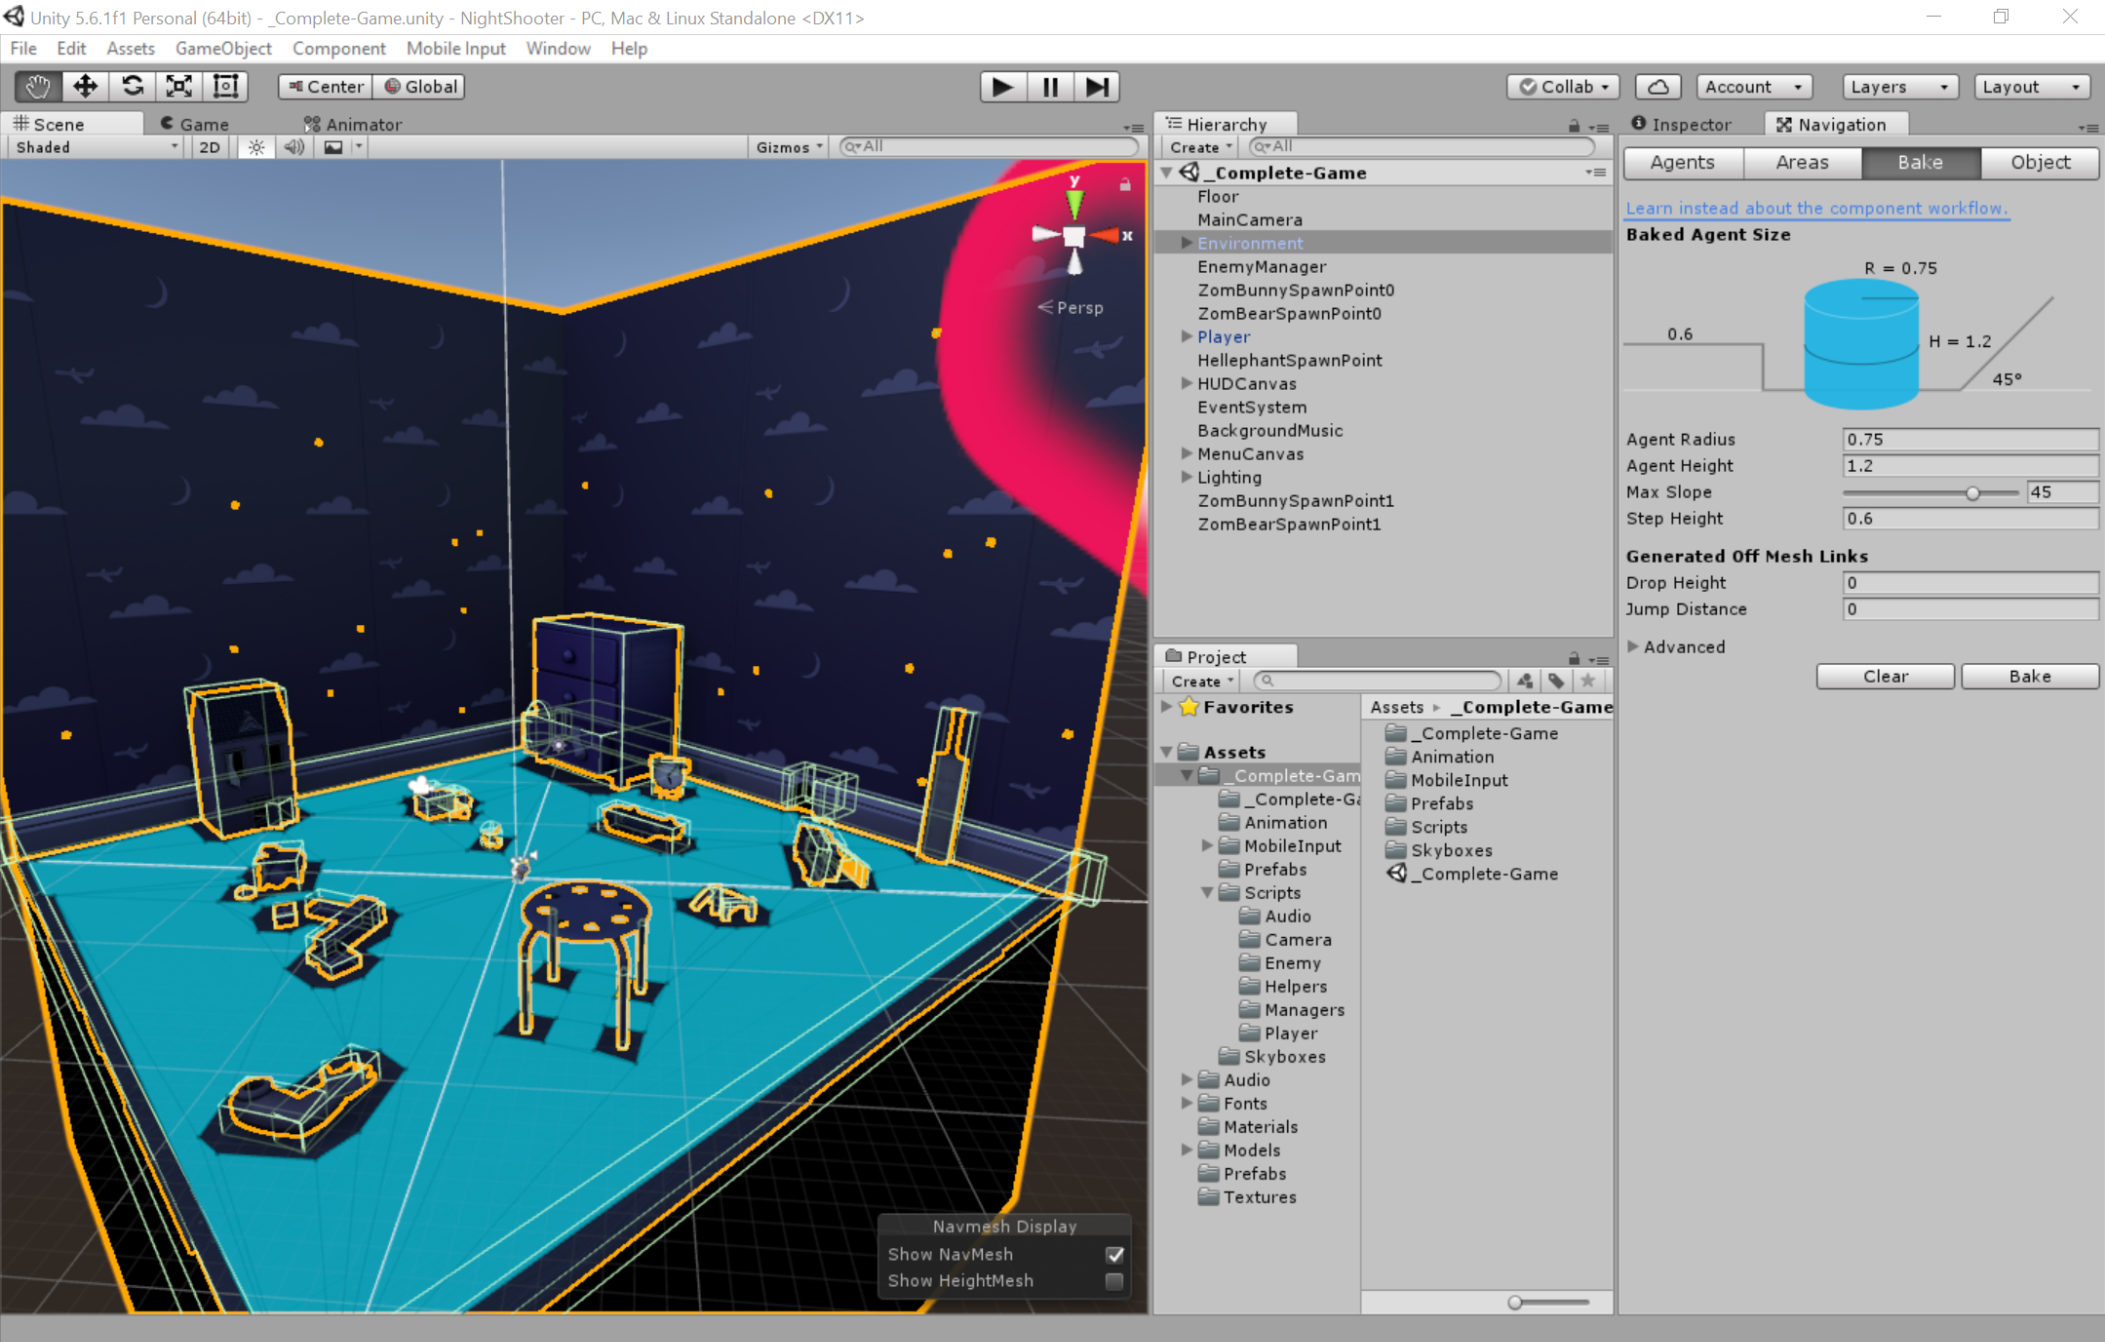 Unity 5.6.1f1 Personal (64bit) - _Complete-Game.unity - NightShooter - PC, Mac & Linux Standalone <DX11>
File Edit Assets GameObject Component Mobile Input Window Help
Center Global Collab Account Layers Layout
Scene Game Animator
Shaded 2D Gizmos All
y
x
Persp
Navmesh Display
Show NavMesh
Show HeightMesh
Hierarchy
Create All
_Complete-Game
Floor
MainCamera
Environment
EnemyManager
ZomBunnySpawnPoint0
ZomBearSpawnPoint0
Player
HellephantSpawnPoint
HUDCanvas
EventSystem
BackgroundMusic
MenuCanvas
Lighting
ZomBunnySpawnPoint1
ZomBearSpawnPoint1
Project
Create
Favorites
Assets
_Complete-Gam
_Complete-Ga
Animation
MobileInput
Prefabs
Scripts
Audio
Camera
Enemy
Helpers
Managers
Player
Skyboxes
Audio
Fonts
Materials
Models
Prefabs
Textures
Assets _Complete-Game
_Complete-Game
Animation
MobileInput
Prefabs
Scripts
Skyboxes
_Complete-Game
Inspector Navigation
Agents Areas Bake Object
Learn instead about the component workflow.
Baked Agent Size
R = 0.75
0.6
H = 1.2
45°
Agent Radius 0.75
Agent Height 1.2
Max Slope 45
Step Height 0.6
Generated Off Mesh Links
Drop Height 0
Jump Distance 0
Advanced
Clear Bake